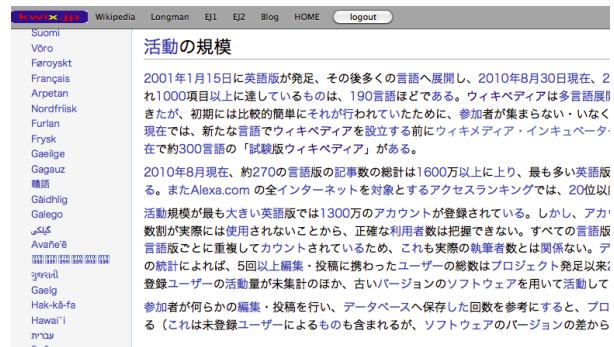 kwix.jp Wikipedia Longman EJ1 EJ2 Blog HOME logout
Suomi
Võro
Føroyskt
Français
Arpetan
Nordfriisk
Furlan
Frysk
Gaeilge
Gagauz
贛語
Gàidhlig
Galego
گیلکی
Avañe'ẽ
ગુજરાતી
Gaelg
Hak-kâ-fa
Hawai`i
עברית
活動の規模
2001年1月15日に英語版が発足、その後多くの言語へ展開し、2010年8月30日現在、2
れ1000項目以上に達しているものは、190言語ほどである。ウィキペディアは多言語展開
きたが、初期には比較的簡単にそれが行われていたために、参加者が集まらない・いなく
現在では、新たな言語でウィキペディアを設立する前にウィキメディア・インキュベータ
在で約300言語の「試験版ウィキペディア」がある。
2010年8月現在、約270の言語版の記事数の総計は1600万以上に上り、最も多い英語版
る。またAlexa.com の全インターネットを対象とするアクセスランキングでは、20位以
活動規模が最も大きい英語版では1300万のアカウントが登録されている。しかし、アカ
数割が実際には使用されないことから、正確な利用者数は把握できない。すべての言語版
言語版ごとに重複してカウントされているため、これも実際の執筆者数とは関係ない。デ
の統計によれば、5回以上編集・投稿に携わったユーザーの総数はプロジェクト発足以来
登録ユーザーの活動量が未集計のほか、古いバージョンのソフトウェアを用いて活動して
参加者が何らかの編集・投稿を行い、データベースへ保存した回数を参考にすると、プロ
る（これは未登録ユーザーによるものも含まれるが、ソフトウェアのバージョンの差から